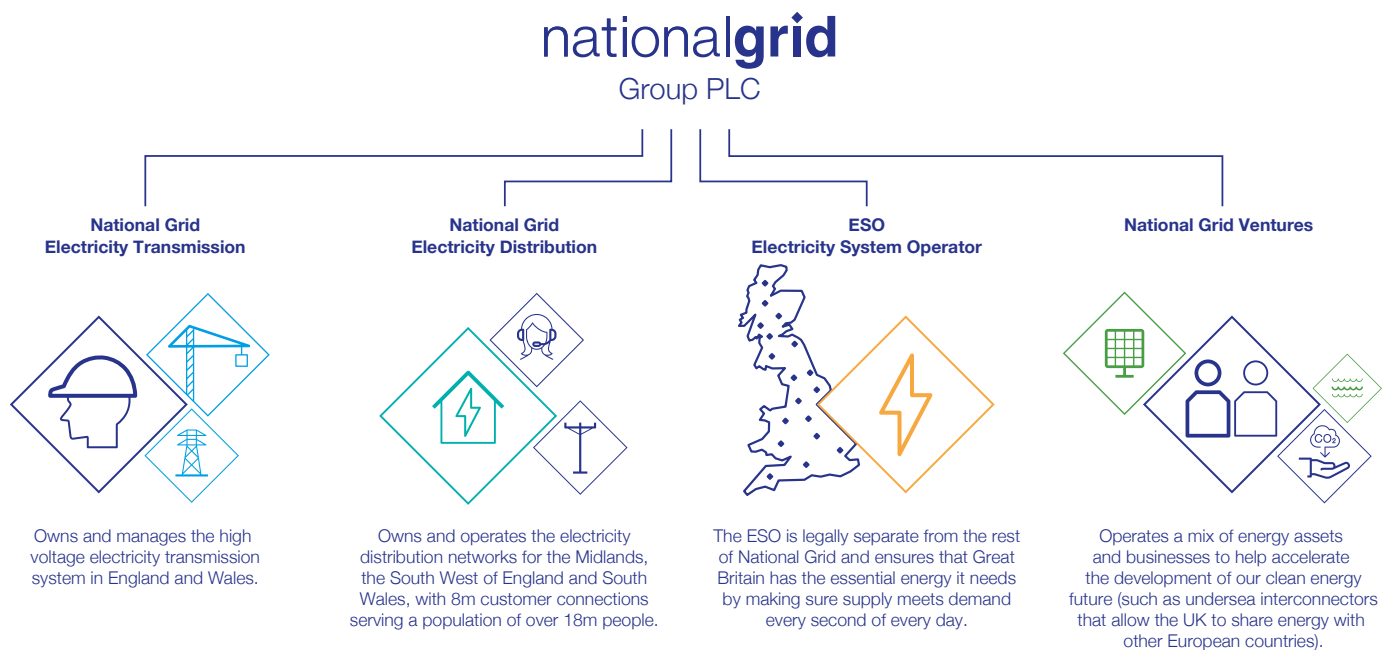 nationalgrid
Group PLC
National Grid
Electricity Transmission
Owns and manages the high
voltage electricity transmission
system in England and Wales.
National Grid
Electricity Distribution
Owns and operates the electricity
distribution networks for the Midlands,
the South West of England and South
Wales, with 8m customer connections
serving a population of over 18m people.
ESO
Electricity System Operator
The ESO is legally separate from the rest
of National Grid and ensures that Great
Britain has the essential energy it needs
by making sure supply meets demand
every second of every day.
National Grid Ventures
CO₂
Operates a mix of energy assets
and businesses to help accelerate
the development of our clean energy
future (such as undersea interconnectors
that allow the UK to share energy with
other European countries).